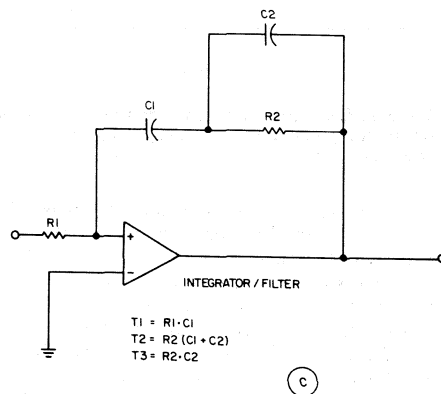 C2
C1
R2
R1
+
-
INTEGRATOR / FILTER
T1 = R1·C1
T2 = R2 (C1 + C2)
T3 = R2·C2
C